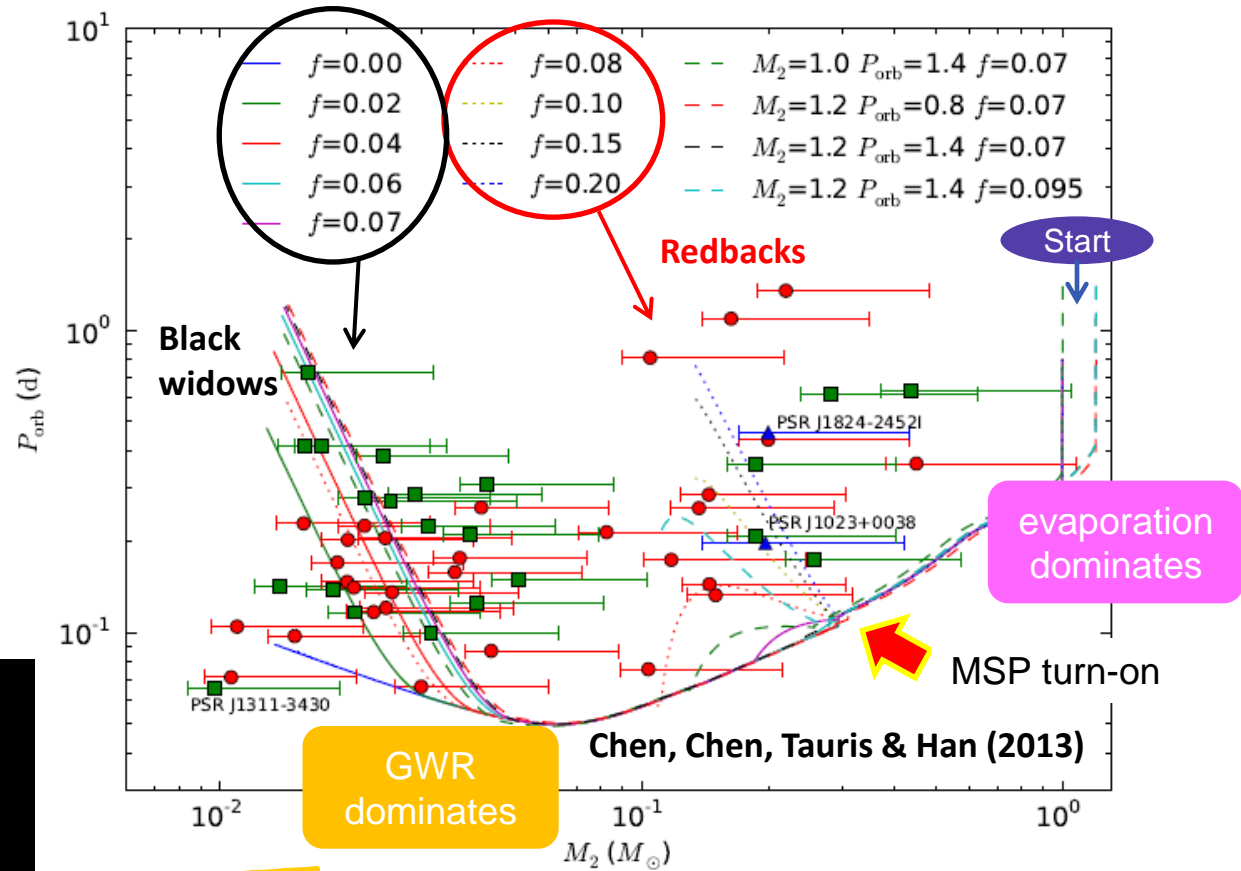 10^1
f=0.00
f=0.02
f=0.04
f=0.06
f=0.07
f=0.08
f=0.10
f=0.15
f=0.20
M_2=1.0 P_orb=1.4 f=0.07
M_2=1.2 P_orb=0.8 f=0.07
M_2=1.2 P_orb=1.4 f=0.07
M_2=1.2 P_orb=1.4 f=0.095
Start
Redbacks
10^0
Black
widows
P_orb (d)
PSR J1824-2452I
PSR J1023+0038
evaporation
dominates
10^-1
MSP turn-on
PSR J1311-3430
Chen, Chen, Tauris & Han (2013)
GWR
dominates
10^-2
10^-1
10^0
M_2 (M_⊙)